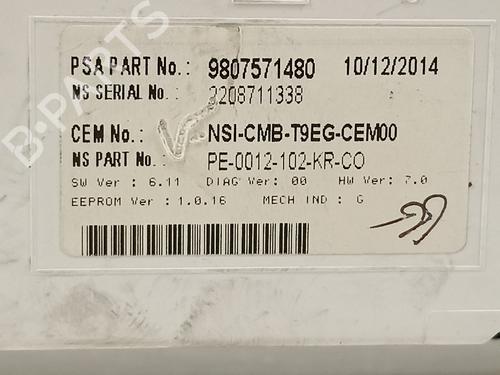 PSA PART No.: 9807571480 10/12/2014
NS SERIAL No. 2208711338
CEM No.: NSI-CMB-T9EG-CEM00
NS PART No.: PE-0012-102-KR-CO
SW Ver : 6.11 DIAG Ver: 00 HW Ver: 7.0
EEPROM Ver : 1.0.16 MECH IND : G
B-PARTS